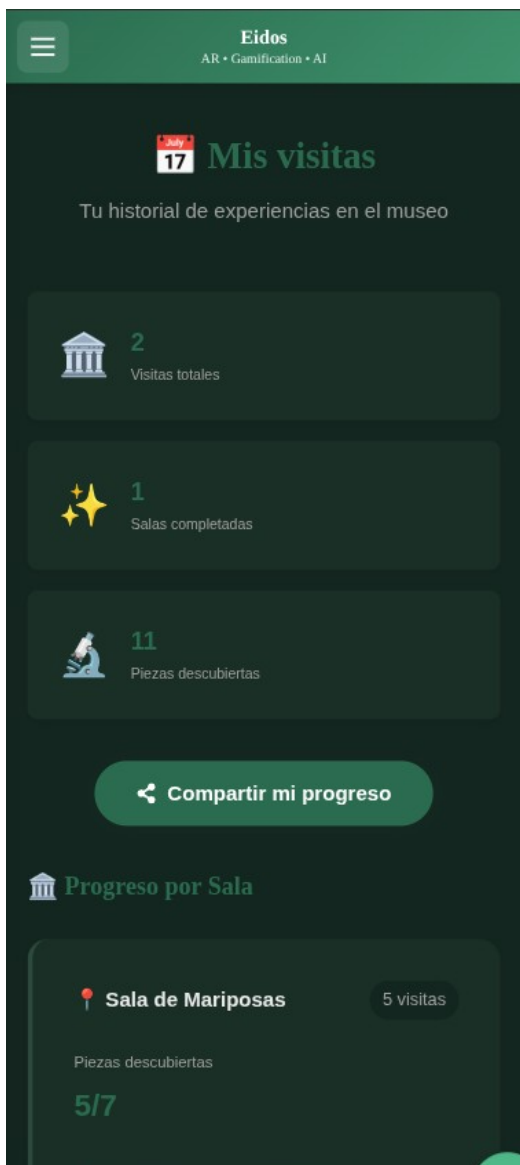 Eidos
AR • Gamification • AI
July
17
Mis visitas
Tu historial de experiencias en el museo
2
Visitas totales
1
Salas completadas
11
Piezas descubiertas
Compartir mi progreso
Progreso por Sala
Sala de Mariposas
5 visitas
Piezas descubiertas
5/7